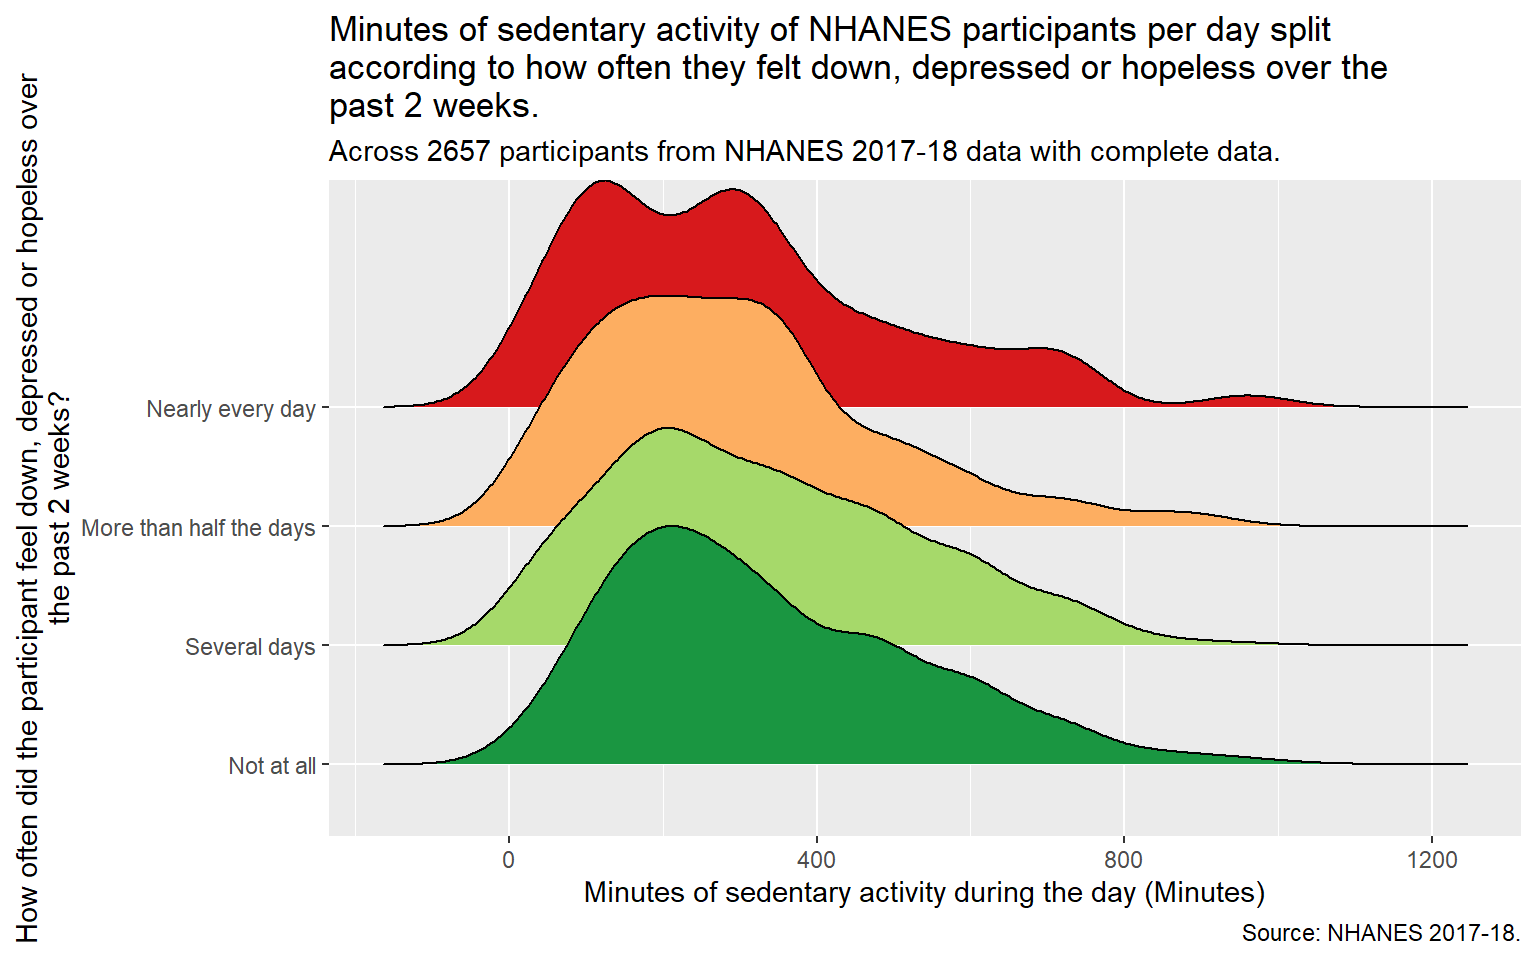 Minutes of sedentary activity of NHANES participants per day split
according to how often they felt down, depressed or hopeless over the
past 2 weeks.
Across 2657 participants from NHANES 2017-18 data with complete data.
How often did the participant feel down, depressed or hopeless over
the past 2 weeks?
Nearly every day
More than half the days
Several days
Not at all
0
400
800
1200
Minutes of sedentary activity during the day (Minutes)
Source: NHANES 2017-18.